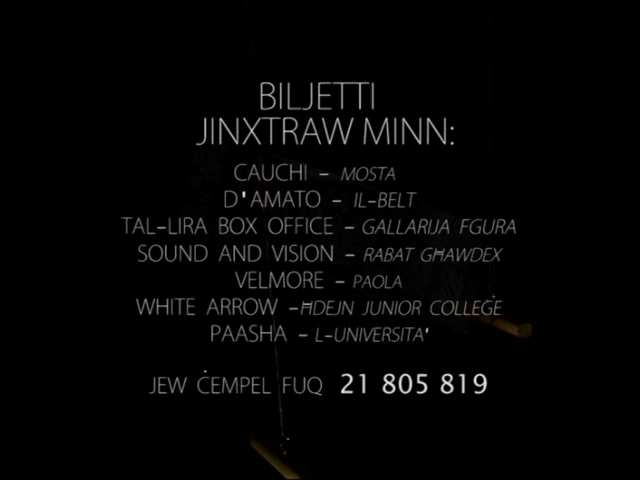 BILJETTI
JINXTRAW MINN:
CAUCHI – MOSTA
D'AMATO – IL-BELT
TAL-LIRA BOX OFFICE – GALLARIJA FGURA
SOUND AND VISION – RABAT GĦAWDEX
VELMORE – PAOLA
WHITE ARROW –ĦDEJN JUNIOR COLLEGE
PAASHA – L-UNIVERSITA'
JEW ĊEMPEL FUQ 21 805 819